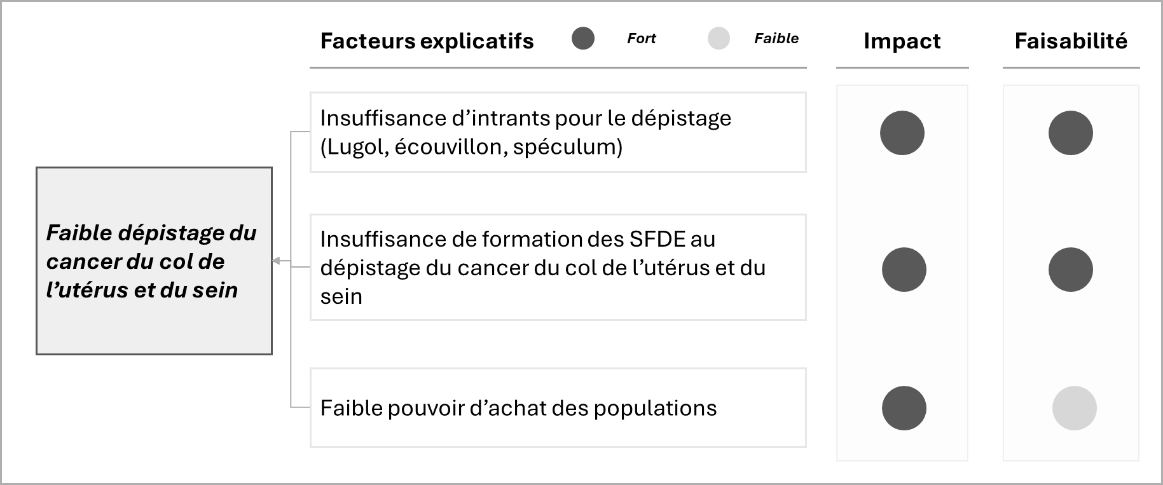 Facteurs explicatifs
Fort
Faible
Impact
Faisabilité
Insuffisance d’intrants pour le dépistage
(Lugol, écouvillon, spéculum)
Faible dépistage du
cancer du col de
l’utérus et du sein
Insuffisance de formation des SFDE au
dépistage du cancer du col de l’utérus et du
sein
Faible pouvoir d’achat des populations